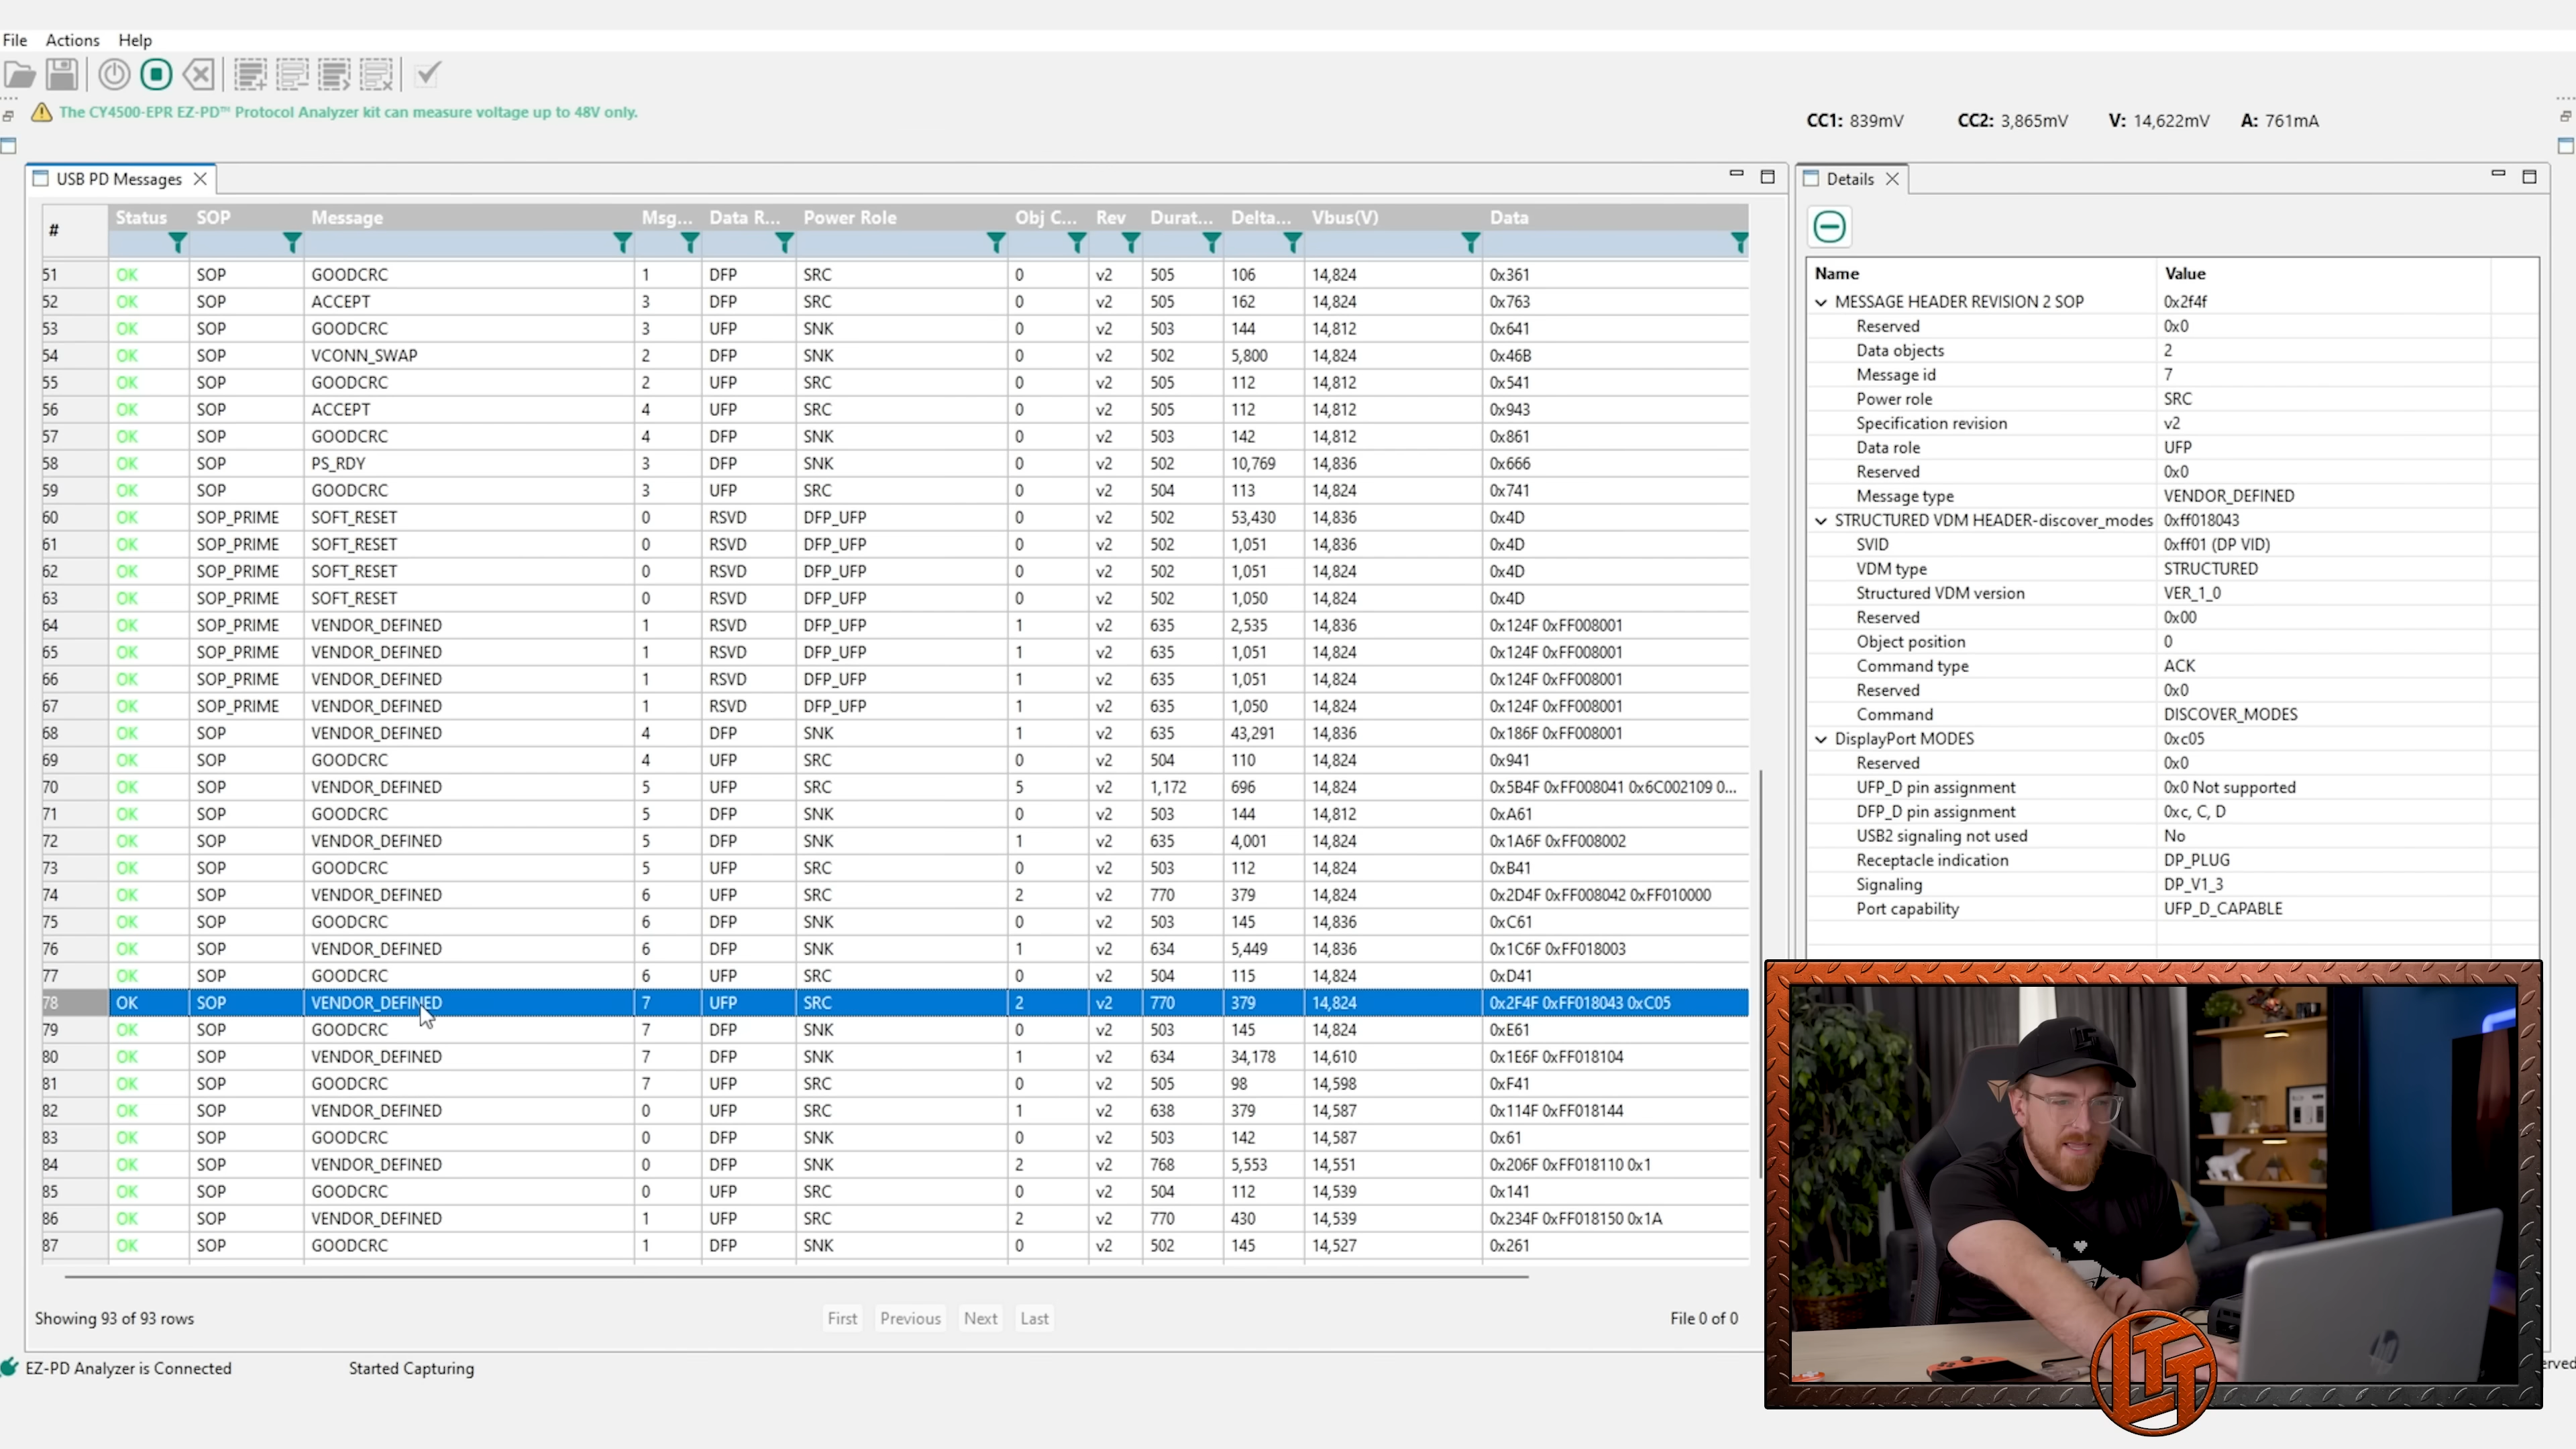 File Actions Help
The CY4500-EPR EZ-PD™ Protocol Analyzer kit can measure voltage up to 48V only.
CC1: 839mV CC2: 3,865mV V: 14,622mV A: 761mA
USB PD Messages
# Status SOP Message Msg... Data R... Power Role Obj C... Rev Durat... Delta... Vbus(V) Data
51 OK SOP GOODCRC 1 DFP SRC 0 v2 505 106 14,824 0x361
52 OK SOP ACCEPT 3 DFP SRC 0 v2 505 162 14,824 0x763
53 OK SOP GOODCRC 3 UFP SNK 0 v2 503 144 14,812 0x641
54 OK SOP VCONN_SWAP 2 DFP SNK 0 v2 502 5,800 14,824 0x46B
55 OK SOP GOODCRC 2 UFP SRC 0 v2 505 112 14,812 0x541
56 OK SOP ACCEPT 4 UFP SRC 0 v2 505 112 14,812 0x943
57 OK SOP GOODCRC 4 DFP SNK 0 v2 503 142 14,812 0x861
58 OK SOP PS_RDY 3 DFP SNK 0 v2 502 10,769 14,836 0x666
59 OK SOP GOODCRC 3 UFP SRC 0 v2 504 113 14,824 0x741
60 OK SOP_PRIME SOFT_RESET 0 RSVD DFP_UFP 0 v2 502 53,430 14,836 0x4D
61 OK SOP_PRIME SOFT_RESET 0 RSVD DFP_UFP 0 v2 502 1,051 14,836 0x4D
62 OK SOP_PRIME SOFT_RESET 0 RSVD DFP_UFP 0 v2 502 1,051 14,824 0x4D
63 OK SOP_PRIME SOFT_RESET 0 RSVD DFP_UFP 0 v2 502 1,050 14,824 0x4D
64 OK SOP_PRIME VENDOR_DEFINED 1 RSVD DFP_UFP 1 v2 635 2,535 14,836 0x124F 0xFF008001
65 OK SOP_PRIME VENDOR_DEFINED 1 RSVD DFP_UFP 1 v2 635 1,051 14,824 0x124F 0xFF008001
66 OK SOP_PRIME VENDOR_DEFINED 1 RSVD DFP_UFP 1 v2 635 1,051 14,824 0x124F 0xFF008001
67 OK SOP_PRIME VENDOR_DEFINED 1 RSVD DFP_UFP 1 v2 635 1,050 14,824 0x124F 0xFF008001
68 OK SOP VENDOR_DEFINED 4 DFP SNK 1 v2 635 43,291 14,836 0x186F 0xFF008001
69 OK SOP GOODCRC 4 UFP SRC 0 v2 504 110 14,824 0x941
70 OK SOP VENDOR_DEFINED 5 UFP SRC 5 v2 1,172 696 14,824 0x5B4F 0xFF008041 0x6C002109 0...
71 OK SOP GOODCRC 5 DFP SNK 0 v2 503 144 14,812 0xA61
72 OK SOP VENDOR_DEFINED 5 DFP SNK 1 v2 635 4,001 14,824 0x1A6F 0xFF008002
73 OK SOP GOODCRC 5 UFP SRC 0 v2 503 112 14,824 0xB41
74 OK SOP VENDOR_DEFINED 6 UFP SRC 2 v2 770 379 14,824 0x2D4F 0xFF008042 0xFF010000
75 OK SOP GOODCRC 6 DFP SNK 0 v2 503 145 14,836 0xC61
76 OK SOP VENDOR_DEFINED 6 DFP SNK 1 v2 634 5,449 14,836 0x1C6F 0xFF018003
77 OK SOP GOODCRC 6 UFP SRC 0 v2 504 115 14,824 0xD41
78 OK SOP VENDOR_DEFINED 7 UFP SRC 2 v2 770 379 14,824 0x2F4F 0xFF018043 0xC05
79 OK SOP GOODCRC 7 DFP SNK 0 v2 503 145 14,824 0xE61
80 OK SOP VENDOR_DEFINED 7 DFP SNK 1 v2 634 34,178 14,610 0x1E6F 0xFF018104
81 OK SOP GOODCRC 7 UFP SRC 0 v2 505 98 14,598 0xF41
82 OK SOP VENDOR_DEFINED 0 UFP SRC 1 v2 638 379 14,587 0x114F 0xFF018144
83 OK SOP GOODCRC 0 DFP SNK 0 v2 503 142 14,587 0x61
84 OK SOP VENDOR_DEFINED 0 DFP SNK 2 v2 768 5,553 14,551 0x206F 0xFF018110 0x1
85 OK SOP GOODCRC 0 UFP SRC 0 v2 504 112 14,539 0x141
86 OK SOP VENDOR_DEFINED 1 UFP SRC 2 v2 770 430 14,539 0x234F 0xFF018150 0x1A
87 OK SOP GOODCRC 1 DFP SNK 0 v2 502 145 14,527 0x261
Showing 93 of 93 rows First Previous Next Last File 0 of 0
EZ-PD Analyzer is Connected Started Capturing
Details
Name Value
MESSAGE HEADER REVISION 2 SOP 0x2f4f
Reserved 0x0
Data objects 2
Message id 7
Power role SRC
Specification revision v2
Data role UFP
Reserved 0x0
Message type VENDOR_DEFINED
STRUCTURED VDM HEADER-discover_modes 0xff018043
SVID 0xff01 (DP VID)
VDM type STRUCTURED
Structured VDM version VER_1_0
Reserved 0x00
Object position 0
Command type ACK
Reserved 0x0
Command DISCOVER_MODES
DisplayPort MODES 0xc05
Reserved 0x0
UFP_D pin assignment 0x0 Not supported
DFP_D pin assignment 0xc, C, D
USB2 signaling not used No
Receptacle indication DP_PLUG
Signaling DP_V1_3
Port capability UFP_D_CAPABLE
hp
LTT
erved